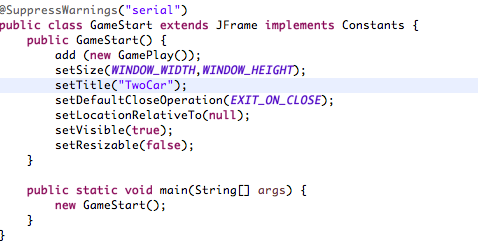 @SuppressWarnings("serial")
public class GameStart extends JFrame implements Constants {
    public GameStart() {
        add (new GamePlay());
        setSize(WINDOW_WIDTH,WINDOW_HEIGHT);
        setTitle("TwoCar");
        setDefaultCloseOperation(EXIT_ON_CLOSE);
        setLocationRelativeTo(null);
        setVisible(true);
        setResizable(false);
    }

    public static void main(String[] args) {
        new GameStart();
    }
}